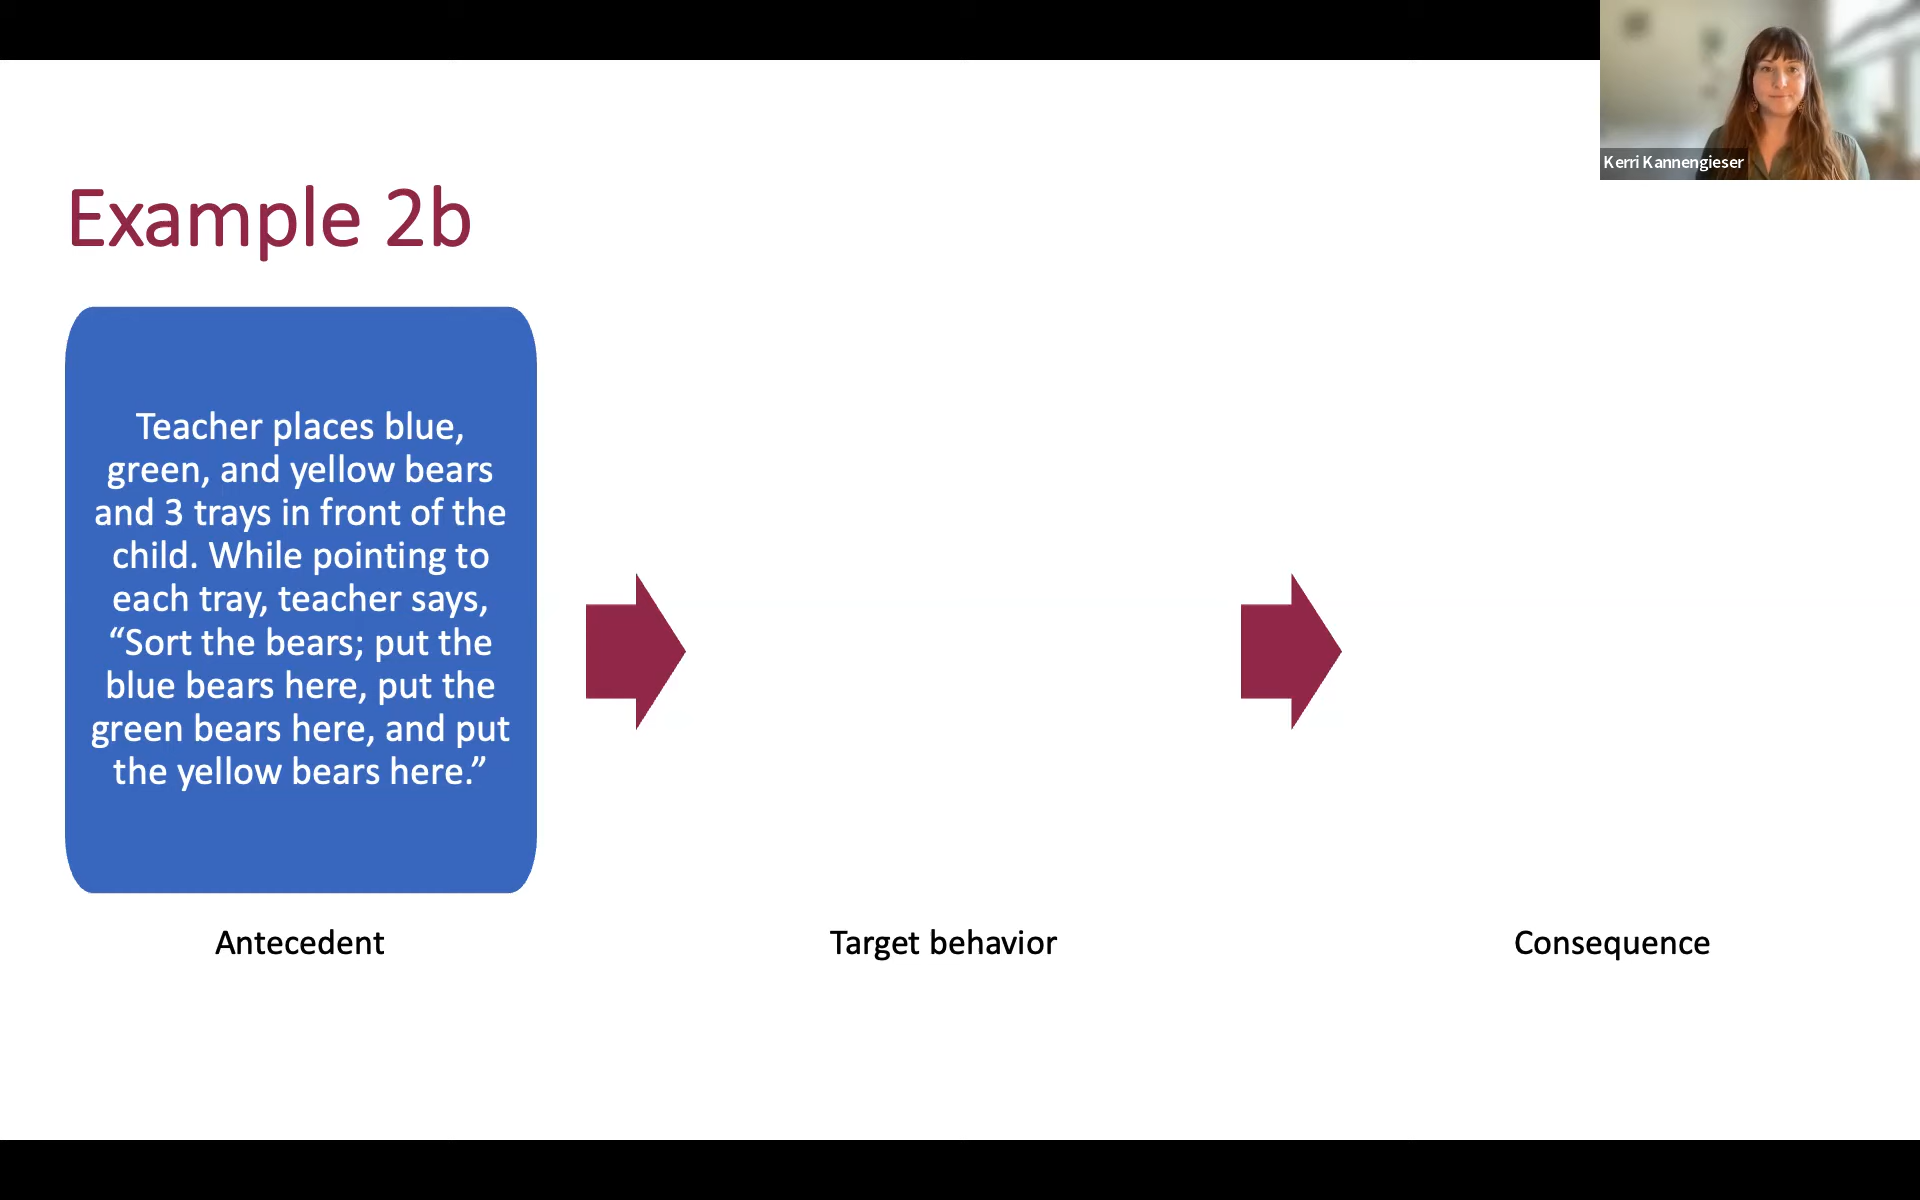 Kerri Kannengieser
Example 2b
Teacher places blue,
green, and yellow bears
and 3 trays in front of the
child. While pointing to
each tray, teacher says,
“Sort the bears; put the
blue bears here, put the
green bears here, and put
the yellow bears here.”
Antecedent
Target behavior
Consequence